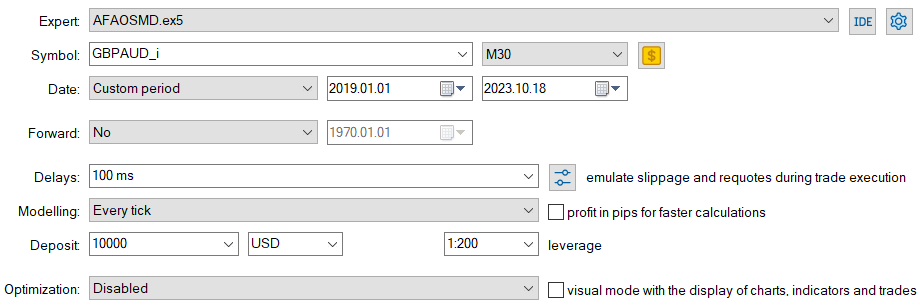 Expert: AFAOSMD.ex5 IDE
Symbol: GBPAUD_i M30 $
Date: Custom period 2019.01.01 2023.10.18
Forward: No 1970.01.01
Delays: 100 ms emulate slippage and requotes during trade execution
Modelling: Every tick profit in pips for faster calculations
Deposit: 10000 USD 1:200 leverage
Optimization: Disabled visual mode with the display of charts, indicators and trades